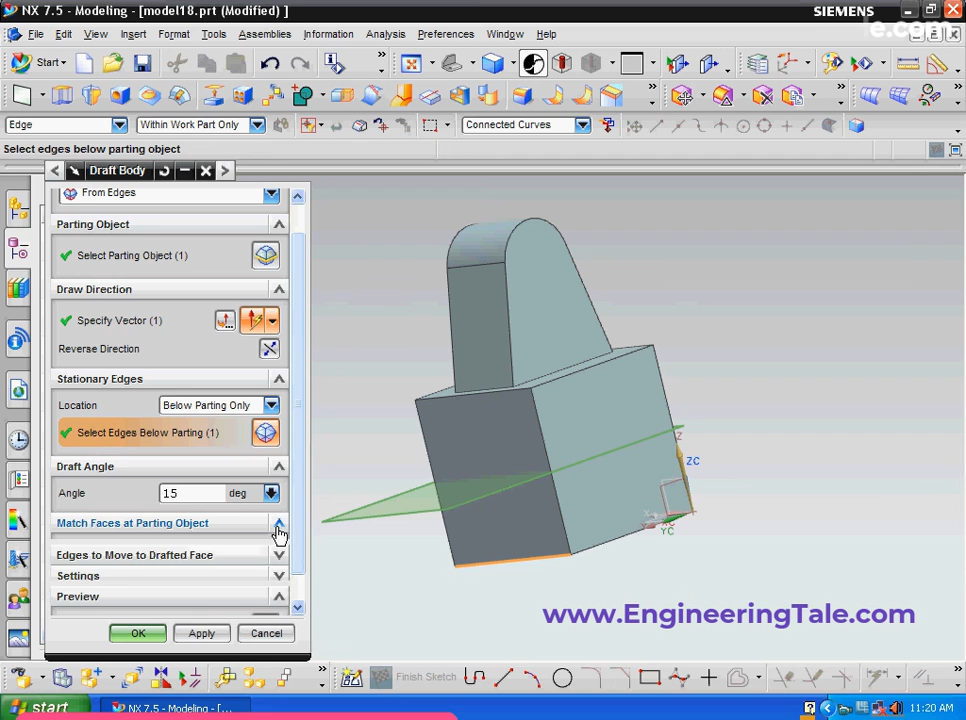 NX 7.5 - Modeling - [model18.prt (Modified) ]
SIEMENS
le.com
File Edit View Insert Format Tools Assemblies Information Analysis Preferences Window Help
Start
Edge
Within Work Part Only
Connected Curves
Select edges below parting object
Draft Body
From Edges
Parting Object
Select Parting Object (1)
Draw Direction
Specify Vector (1)
Reverse Direction
Stationary Edges
Location
Below Parting Only
Select Edges Below Parting (1)
Draft Angle
Angle
15
deg
Match Faces at Parting Object
Edges to Move to Drafted Face
Settings
Preview
OK
Apply
Cancel
Z
ZC
YC
www.EngineeringTale.com
Finish Sketch
start
NX 7.5 - Modeling - [...
11:20 AM